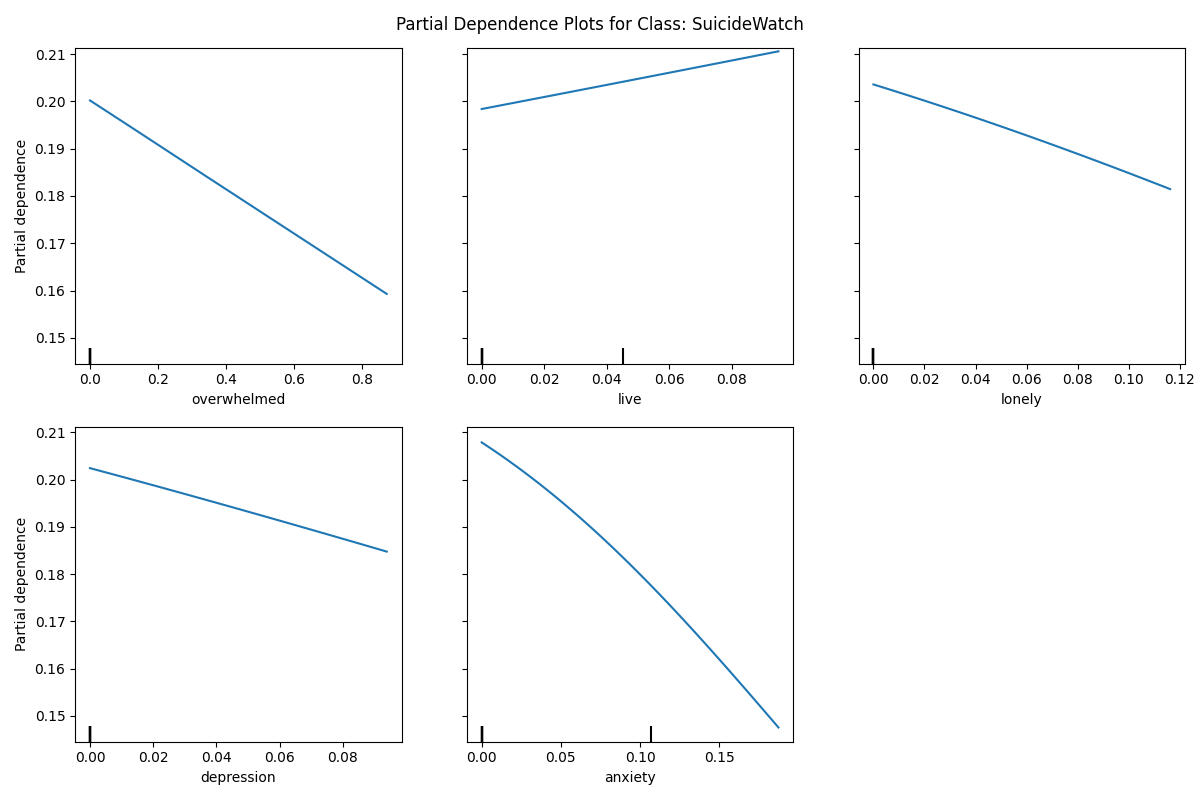 Partial Dependence Plots for Class: SuicideWatch
Partial dependence
0.21
0.20
0.19
0.18
0.17
0.16
0.15
0.0 0.2 0.4 0.6 0.8
overwhelmed
0.00 0.02 0.04 0.06 0.08
live
0.00 0.02 0.04 0.06 0.08 0.10 0.12
lonely
Partial dependence
0.21
0.20
0.19
0.18
0.17
0.16
0.15
0.00 0.02 0.04 0.06 0.08
depression
0.00 0.05 0.10 0.15
anxiety